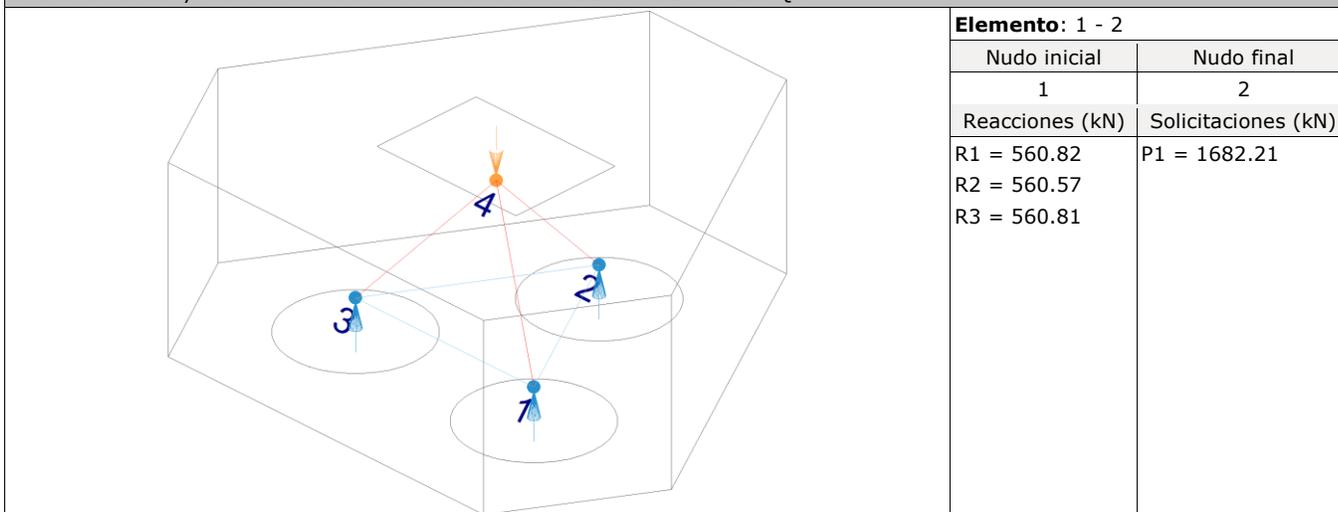 Elemento: 1 - 2
Nudo inicial Nudo final
1 2
Reacciones (kN) Solicitaciones (kN)
R1 = 560.82 P1 = 1682.21
R2 = 560.57
R3 = 560.81
4
2
3
1